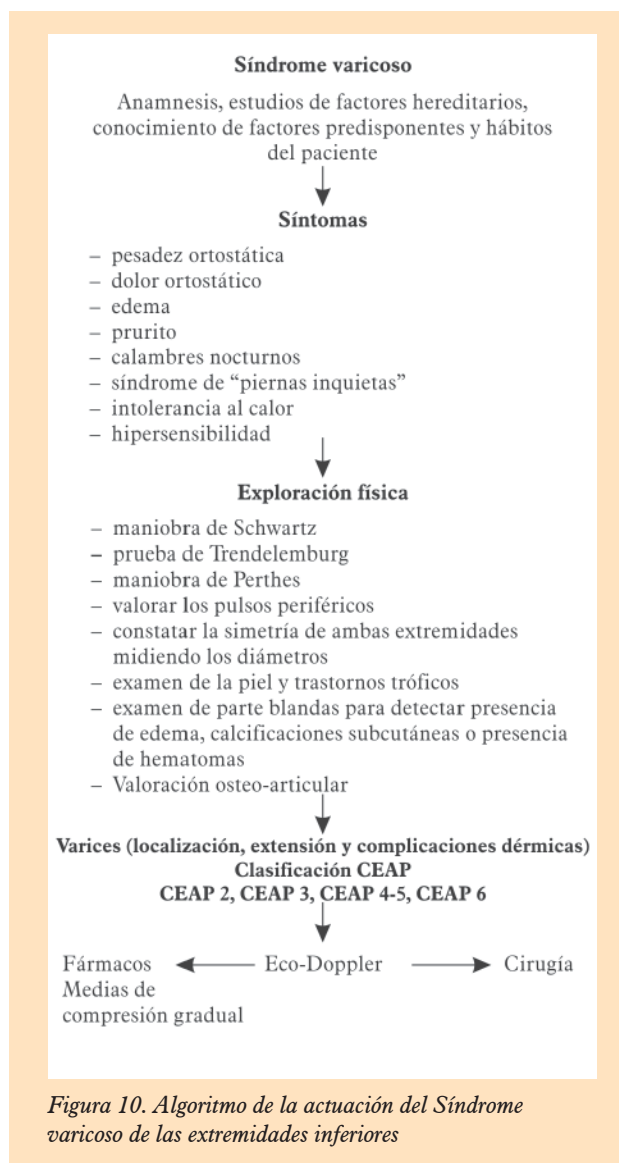 Síndrome varicoso
Anamnesis, estudios de factores hereditarios,
conocimiento de factores predisponentes y hábitos
del paciente
Síntomas
– pesadez ortostática
– dolor ortostático
– edema
– prurito
– calambres nocturnos
– síndrome de “piernas inquietas”
– intolerancia al calor
– hipersensibilidad
Exploración física
– maniobra de Schwartz
– prueba de Trendelemburg
– maniobra de Perthes
– valorar los pulsos periféricos
– constatar la simetría de ambas extremidades
midiendo los diámetros
– examen de la piel y trastornos tróficos
– examen de parte blandas para detectar presencia
de edema, calcificaciones subcutáneas o presencia
de hematomas
– Valoración osteo-articular
Varices (localización, extensión y complicaciones dérmicas)
Clasificación CEAP
CEAP 2, CEAP 3, CEAP 4-5, CEAP 6
Fármacos Eco-Doppler Cirugía
Medias de
compresión gradual
Figura 10. Algoritmo de la actuación del Síndrome
varicoso de las extremidades inferiores